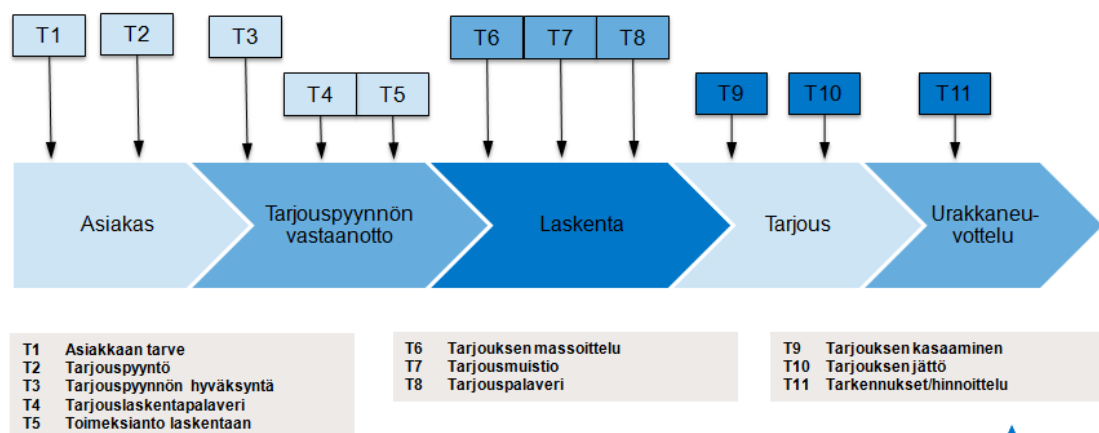 T1 T2 T3 T6 T7 T8
T4 T5 T9 T10 T11
Asiakas
Tarjouspyynnön
vastaanotto
Laskenta
Tarjous
Urakkaneu-
vottelu
T1 Asiakkaan tarve
T2 Tarjouspyyntö
T3 Tarjouspyynnön hyväksyntä
T4 Tarjouslaskentapalaveri
T5 Toimeksianto laskentaan
T6 Tarjouksen massoittelu
T7 Tarjousmuistio
T8 Tarjouspalaveri
T9 Tarjouksen kasaaminen
T10 Tarjouksen jättö
T11 Tarkennukset/hinnoittelu